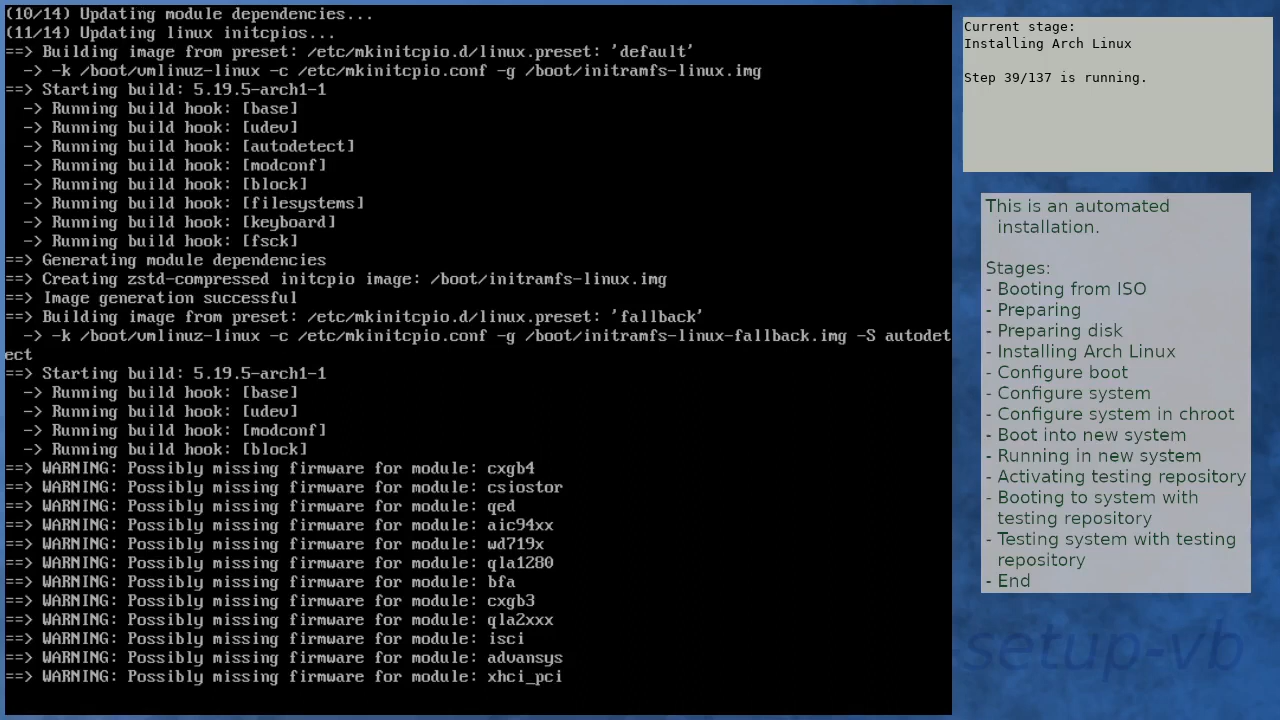 (10/14) Updating module dependencies...
(11/14) Updating linux initcpios...
==> Building image from preset: /etc/mkinitcpio.d/linux.preset: 'default'
  -> -k /boot/vmlinuz-linux -c /etc/mkinitcpio.conf -g /boot/initramfs-linux.img
==> Starting build: 5.19.5-arch1-1
  -> Running build hook: [base]
  -> Running build hook: [udev]
  -> Running build hook: [autodetect]
  -> Running build hook: [modconf]
  -> Running build hook: [block]
  -> Running build hook: [filesystems]
  -> Running build hook: [keyboard]
  -> Running build hook: [fsck]
==> Generating module dependencies
==> Creating zstd-compressed initcpio image: /boot/initramfs-linux.img
==> Image generation successful
==> Building image from preset: /etc/mkinitcpio.d/linux.preset: 'fallback'
  -> -k /boot/vmlinuz-linux -c /etc/mkinitcpio.conf -g /boot/initramfs-linux-fallback.img -S autodet
ect
==> Starting build: 5.19.5-arch1-1
  -> Running build hook: [base]
  -> Running build hook: [udev]
  -> Running build hook: [modconf]
  -> Running build hook: [block]
==> WARNING: Possibly missing firmware for module: cxgb4
==> WARNING: Possibly missing firmware for module: csiostor
==> WARNING: Possibly missing firmware for module: qed
==> WARNING: Possibly missing firmware for module: aic94xx
==> WARNING: Possibly missing firmware for module: wd719x
==> WARNING: Possibly missing firmware for module: qla1280
==> WARNING: Possibly missing firmware for module: bfa
==> WARNING: Possibly missing firmware for module: cxgb3
==> WARNING: Possibly missing firmware for module: qla2xxx
==> WARNING: Possibly missing firmware for module: isci
==> WARNING: Possibly missing firmware for module: advansys
==> WARNING: Possibly missing firmware for module: xhci_pci
Current stage:
Installing Arch Linux
Step 39/137 is running.
This is an automated
installation.
Stages:
- Booting from ISO
- Preparing
- Preparing disk
- Installing Arch Linux
- Configure boot
- Configure system
- Configure system in chroot
- Boot into new system
- Running in new system
- Activating testing repository
- Booting to system with
testing repository
- Testing system with testing
repository
- End
-setup-vb